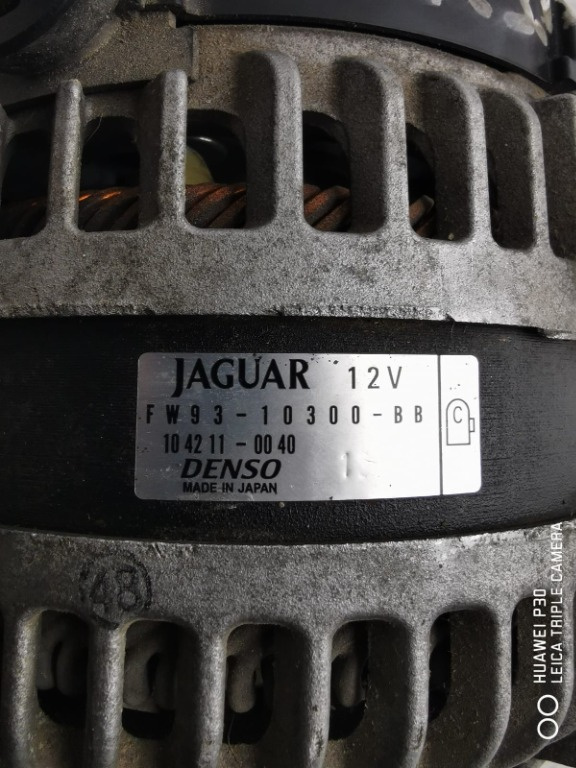 JAGUAR 12V
FW93-10300-BB
C
104211-0040
DENSO
MADE IN JAPAN
48
HUAWEI P30
LEICA TRIPLE CAMERA